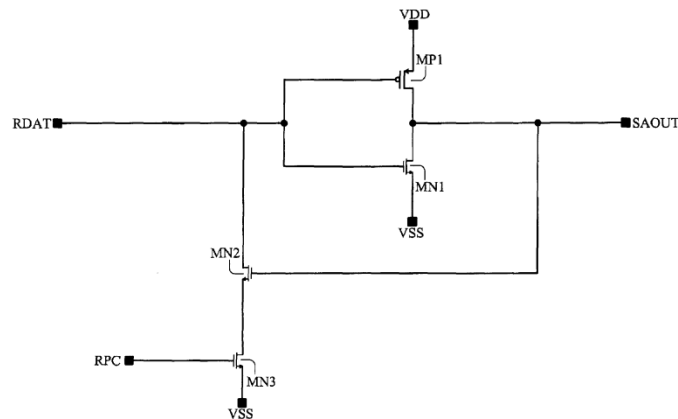 VDD
MP1
RDAT
SAOUT
MN1
VSS
MN2
RPC
MN3
VSS